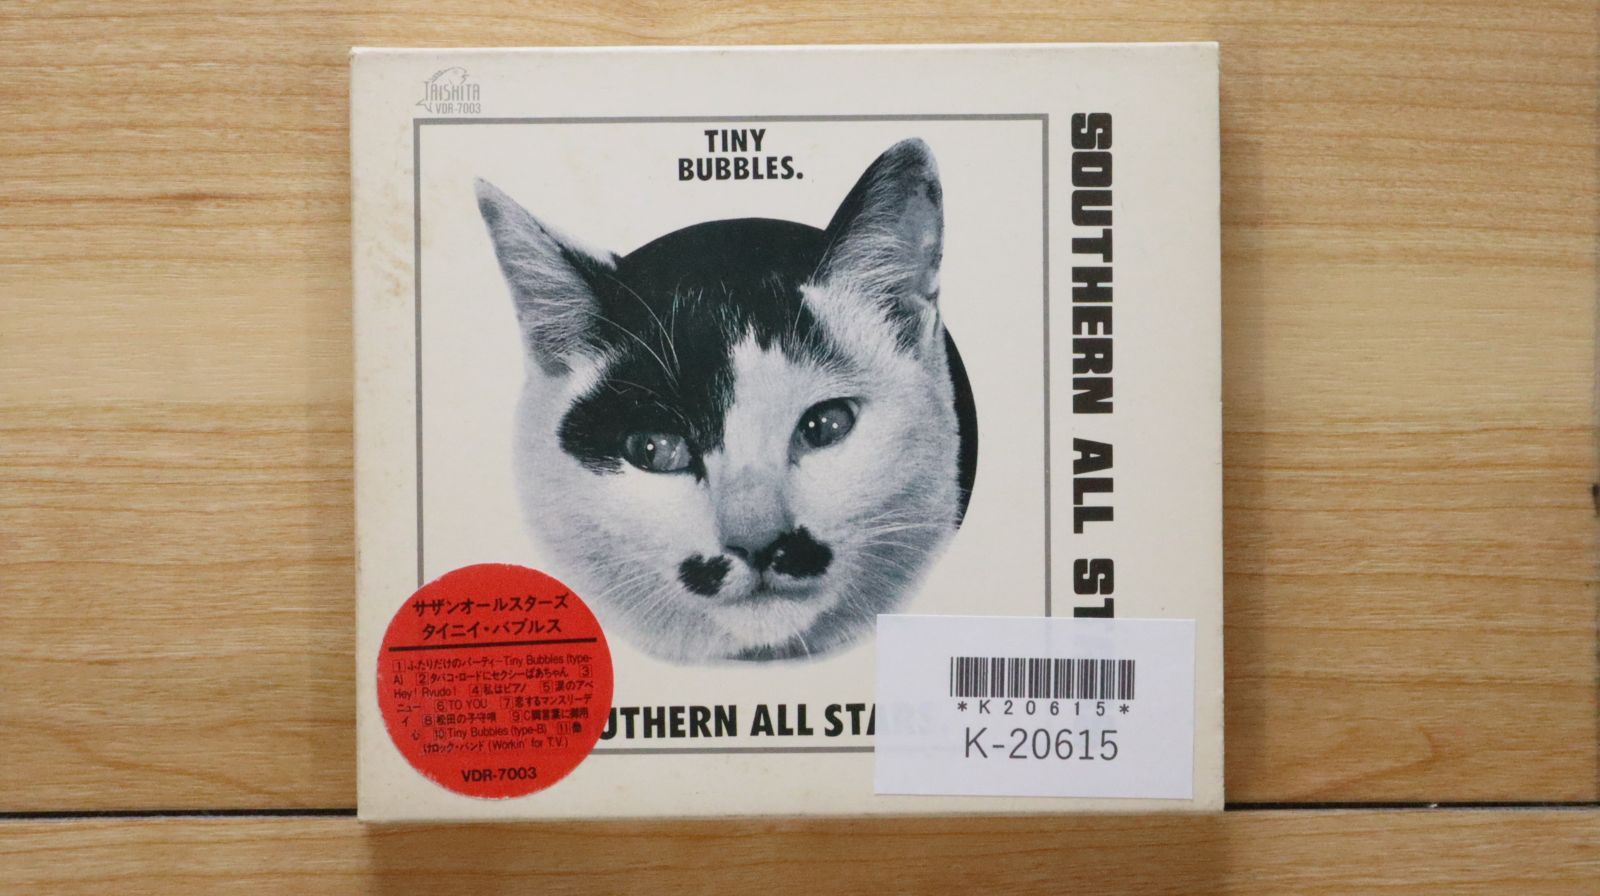 TAISHITA
VDR-7003
TINY
BUBBLES.
SOUTHERN ALL ST
サザンオールスターズ
タイニイ・バブルス
1 ふたりだけのパーティ—Tiny Bubbles (type-
A) 2 タバコ・ロードにセクシーばあちゃん 3
Hey! Ryudo! 4 私はピアノ 5 涙のアベ
ニュー 6 TO YOU 7 恋するマンスリーデ
イ 8 松田の子守唄 9 C調言葉に御用
心 10 Tiny Bubbles (type-B) 11 働
けロック・バンド (Workin' for T.V.)
VDR-7003
UTHERN ALL STARS
*K20615*
K-20615